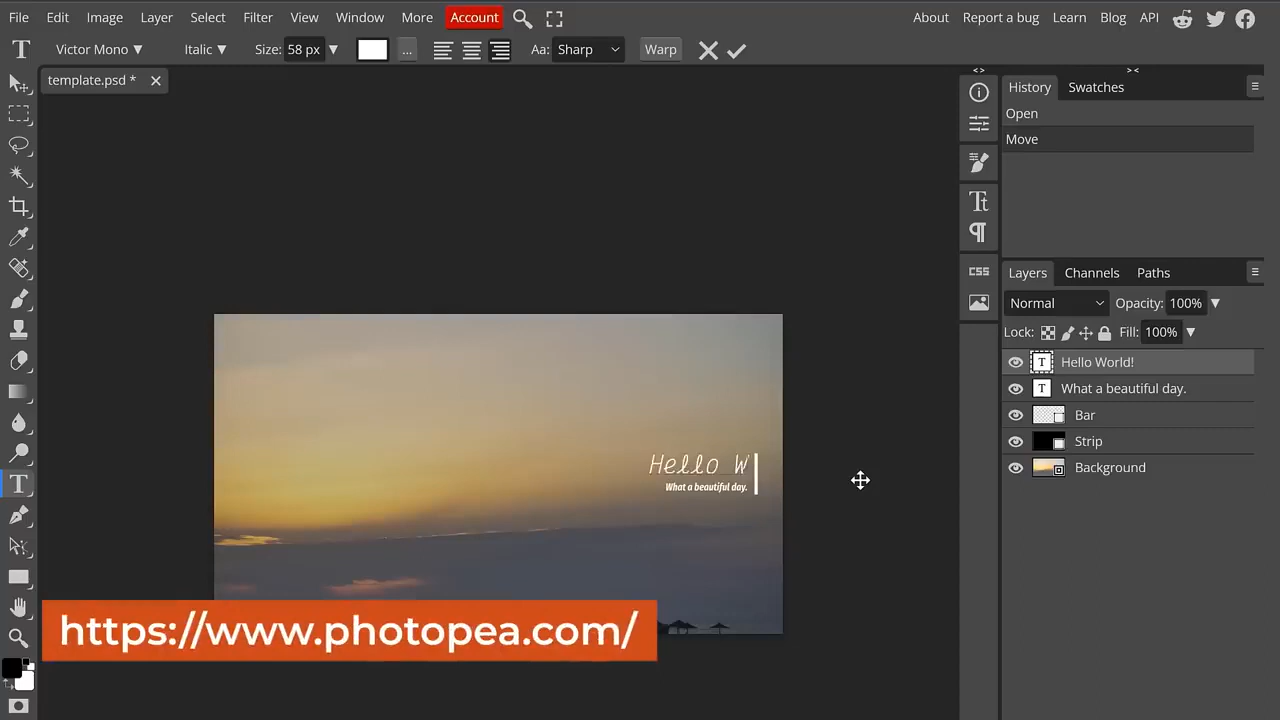 File Edit Image Layer Select Filter View Window More Account About Report a bug Learn Blog API
T Victor Mono ▼ Italic ▼ Size: 58 px ▼ ... Aa: Sharp Warp
template.psd *
< > > <
History Swatches
Open
Move
Tt
¶
CSS
Layers Channels Paths
Normal Opacity: 100% ▼
Lock: Fill: 100% ▼
T Hello World!
T What a beautiful day.
Bar
Strip
Background
T
Hello W
What a beautiful day.
https://www.photopea.com/